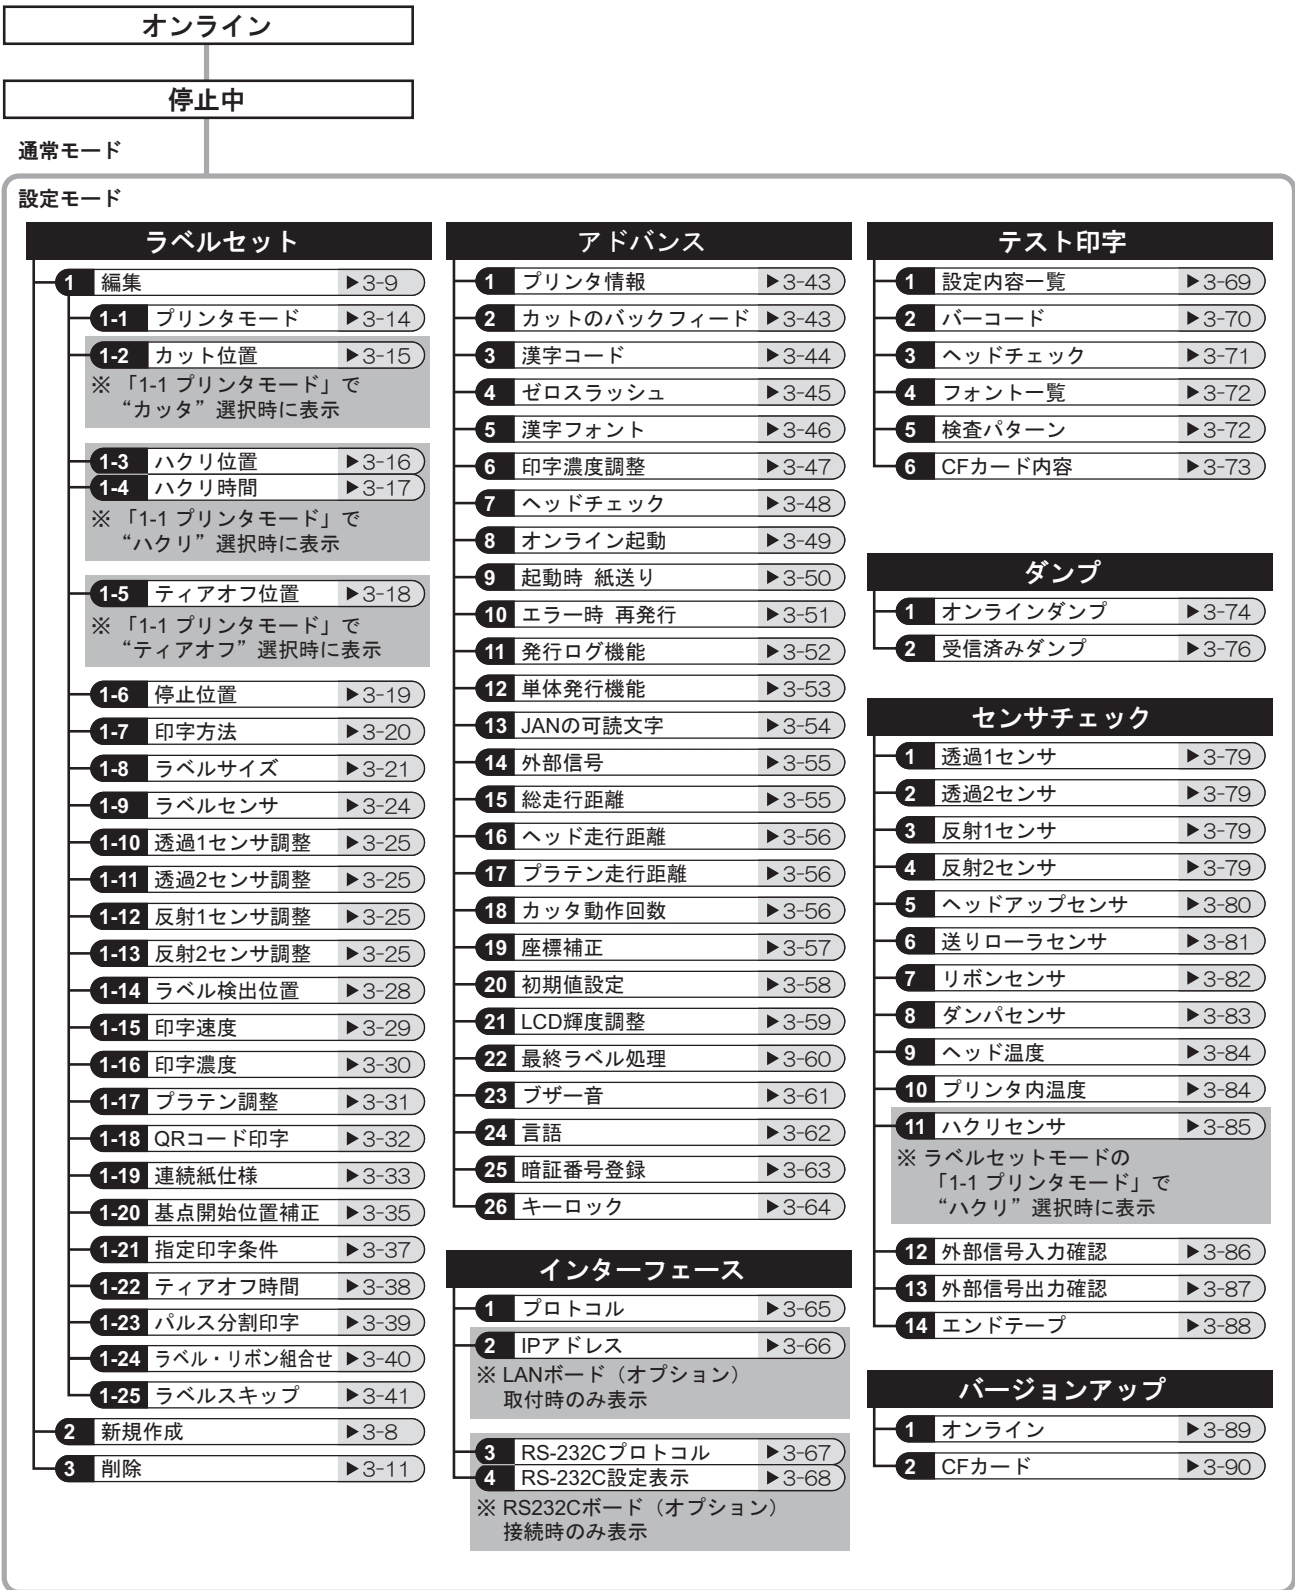 オンライン
停止中
通常モード
設定モード
ラベルセット
1 編集 ▶3-9
1-1 プリンタモード ▶3-14
1-2 カット位置 ▶3-15
※ 「1-1 プリンタモード」で
“カッタ”選択時に表示
1-3 ハクリ位置 ▶3-16
1-4 ハクリ時間 ▶3-17
※ 「1-1 プリンタモード」で
“ハクリ”選択時に表示
1-5 ティアオフ位置 ▶3-18
※ 「1-1 プリンタモード」で
“ティアオフ”選択時に表示
1-6 停止位置 ▶3-19
1-7 印字方法 ▶3-20
1-8 ラベルサイズ ▶3-21
1-9 ラベルセンサ ▶3-24
1-10 透過1センサ調整 ▶3-25
1-11 透過2センサ調整 ▶3-25
1-12 反射1センサ調整 ▶3-25
1-13 反射2センサ調整 ▶3-25
1-14 ラベル検出位置 ▶3-28
1-15 印字速度 ▶3-29
1-16 印字濃度 ▶3-30
1-17 プラテン調整 ▶3-31
1-18 QRコード印字 ▶3-32
1-19 連続紙仕様 ▶3-33
1-20 基点開始位置補正 ▶3-35
1-21 指定印字条件 ▶3-37
1-22 ティアオフ時間 ▶3-38
1-23 パルス分割印字 ▶3-39
1-24 ラベル・リボン組合せ ▶3-40
1-25 ラベルスキップ ▶3-41
2 新規作成 ▶3-8
3 削除 ▶3-11
アドバンス
1 プリンタ情報 ▶3-43
2 カットのバックフィード ▶3-43
3 漢字コード ▶3-44
4 ゼロスラッシュ ▶3-45
5 漢字フォント ▶3-46
6 印字濃度調整 ▶3-47
7 ヘッドチェック ▶3-48
8 オンライン起動 ▶3-49
9 起動時 紙送り ▶3-50
10 エラー時 再発行 ▶3-51
11 発行ログ機能 ▶3-52
12 単体発行機能 ▶3-53
13 JANの可読文字 ▶3-54
14 外部信号 ▶3-55
15 総走行距離 ▶3-55
16 ヘッド走行距離 ▶3-56
17 プラテン走行距離 ▶3-56
18 カッタ動作回数 ▶3-56
19 座標補正 ▶3-57
20 初期値設定 ▶3-58
21 LCD輝度調整 ▶3-59
22 最終ラベル処理 ▶3-60
23 ブザー音 ▶3-61
24 言語 ▶3-62
25 暗証番号登録 ▶3-63
26 キーロック ▶3-64
インターフェース
1 プロトコル ▶3-65
2 IPアドレス ▶3-66
※ LANボード（オプション）
取付時のみ表示
3 RS-232Cプロトコル ▶3-67
4 RS-232C設定表示 ▶3-68
※ RS232Cボード（オプション）
接続時のみ表示
テスト印字
1 設定内容一覧 ▶3-69
2 バーコード ▶3-70
3 ヘッドチェック ▶3-71
4 フォント一覧 ▶3-72
5 検査パターン ▶3-72
6 CFカード内容 ▶3-73
ダンプ
1 オンラインダンプ ▶3-74
2 受信済みダンプ ▶3-76
センサチェック
1 透過1センサ ▶3-79
2 透過2センサ ▶3-79
3 反射1センサ ▶3-79
4 反射2センサ ▶3-79
5 ヘッドアップセンサ ▶3-80
6 送りローラセンサ ▶3-81
7 リボンセンサ ▶3-82
8 ダンパセンサ ▶3-83
9 ヘッド温度 ▶3-84
10 プリンタ内温度 ▶3-84
11 ハクリセンサ ▶3-85
※ ラベルセットモードの
「1-1 プリンタモード」で
“ハクリ”選択時に表示
12 外部信号入力確認 ▶3-86
13 外部信号出力確認 ▶3-87
14 エンドテープ ▶3-88
バージョンアップ
1 オンライン ▶3-89
2 CFカード ▶3-90